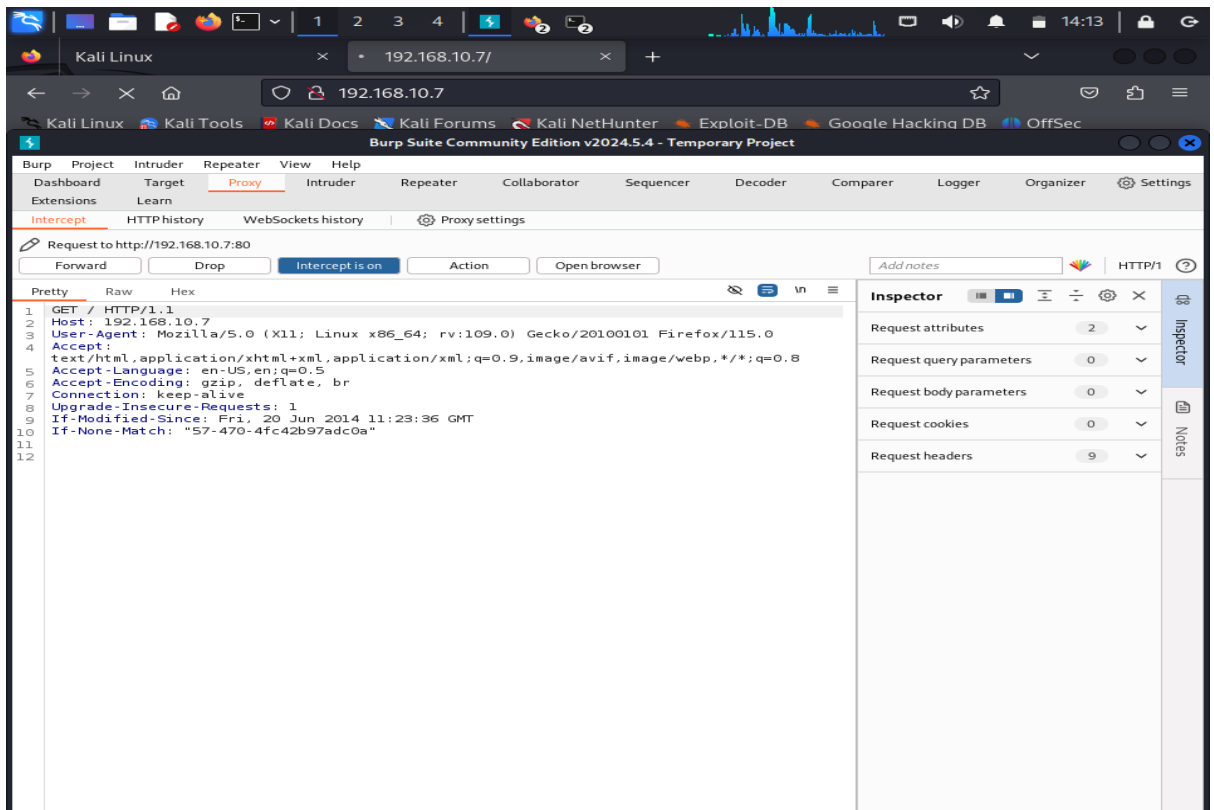 1 2 3 4 2 2 14:13
Kali Linux × • 192.168.10.7/ × +
192.168.10.7
Kali Linux Kali Tools Kali Docs Kali Forums Kali NetHunter Exploit-DB Google Hacking DB OffSec
Burp Suite Community Edition v2024.5.4 - Temporary Project
Burp Project Intruder Repeater View Help
Dashboard Target Proxy Intruder Repeater Collaborator Sequencer Decoder Comparer Logger Organizer Settings
Extensions Learn
Intercept HTTP history WebSockets history Proxy settings
Request to http://192.168.10.7:80
Forward Drop Intercept is on Action Open browser Add notes HTTP/1 ?
Pretty Raw Hex \n
Inspector
1 GET / HTTP/1.1
2 Host: 192.168.10.7
3 User-Agent: Mozilla/5.0 (X11; Linux x86_64; rv:109.0) Gecko/20100101 Firefox/115.0
4 Accept:
text/html,application/xhtml+xml,application/xml;q=0.9,image/avif,image/webp,*/*;q=0.8
5 Accept-Language: en-US,en;q=0.5
6 Accept-Encoding: gzip, deflate, br
7 Connection: keep-alive
8 Upgrade-Insecure-Requests: 1
9 If-Modified-Since: Fri, 20 Jun 2014 11:23:36 GMT
10 If-None-Match: "57-470-4fc42b97adc0a"
11
12
Request attributes 2
Request query parameters 0
Request body parameters 0
Request cookies 0
Request headers 9
Inspector
Notes